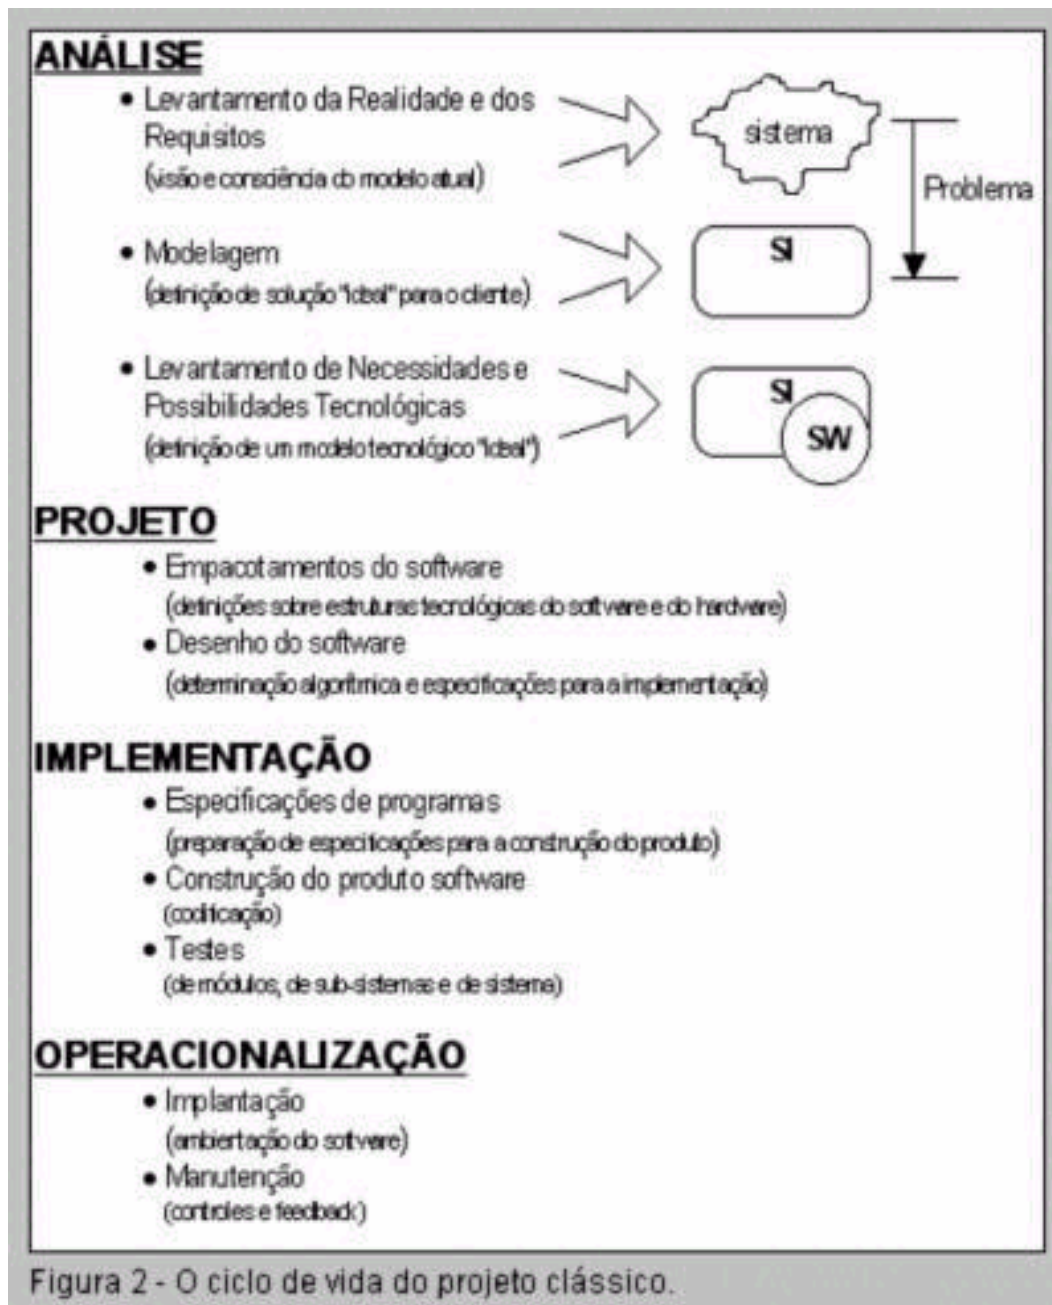 ANÁLISE
• Levantamento da Realidade e dos
Requisitos
(visão e consciência do modelo atual)
sistema
Problema
• Modelagem
(definição de solução "ideal" para o cliente)
SI
• Levantamento de Necessidades e
Possibilidades Tecnológicas
(definição de um modelo tecnológico "ideal")
SI
SW
PROJETO
• Empacotamentos do software
(definições sobre estruturas tecnológicas do software e do hardware)
• Desenho do software
(determinação algorítmica e especificações para a implementação)
IMPLEMENTAÇÃO
• Especificações de programas
(preparação de especificações para a construção do produto)
• Construção do produto software
(codificação)
• Testes
(de módulos, de sub-sistemas e de sistema)
OPERACIONALIZAÇÃO
• Implantação
(ambientação do software)
• Manutenção
(controles e feedback)
Figura 2 - O ciclo de vida do projeto clássico.